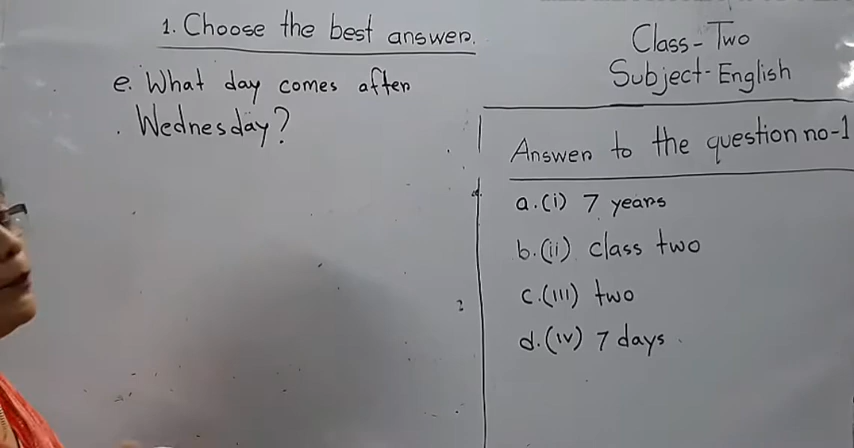 1. Choose the best answer.
e. What day comes after
Wednesday?
Class-Two
Subject-English
Answer to the question no-1
a.(i) 7 years
b.(ii) class two
c.(iii) two
d.(iv) 7 days